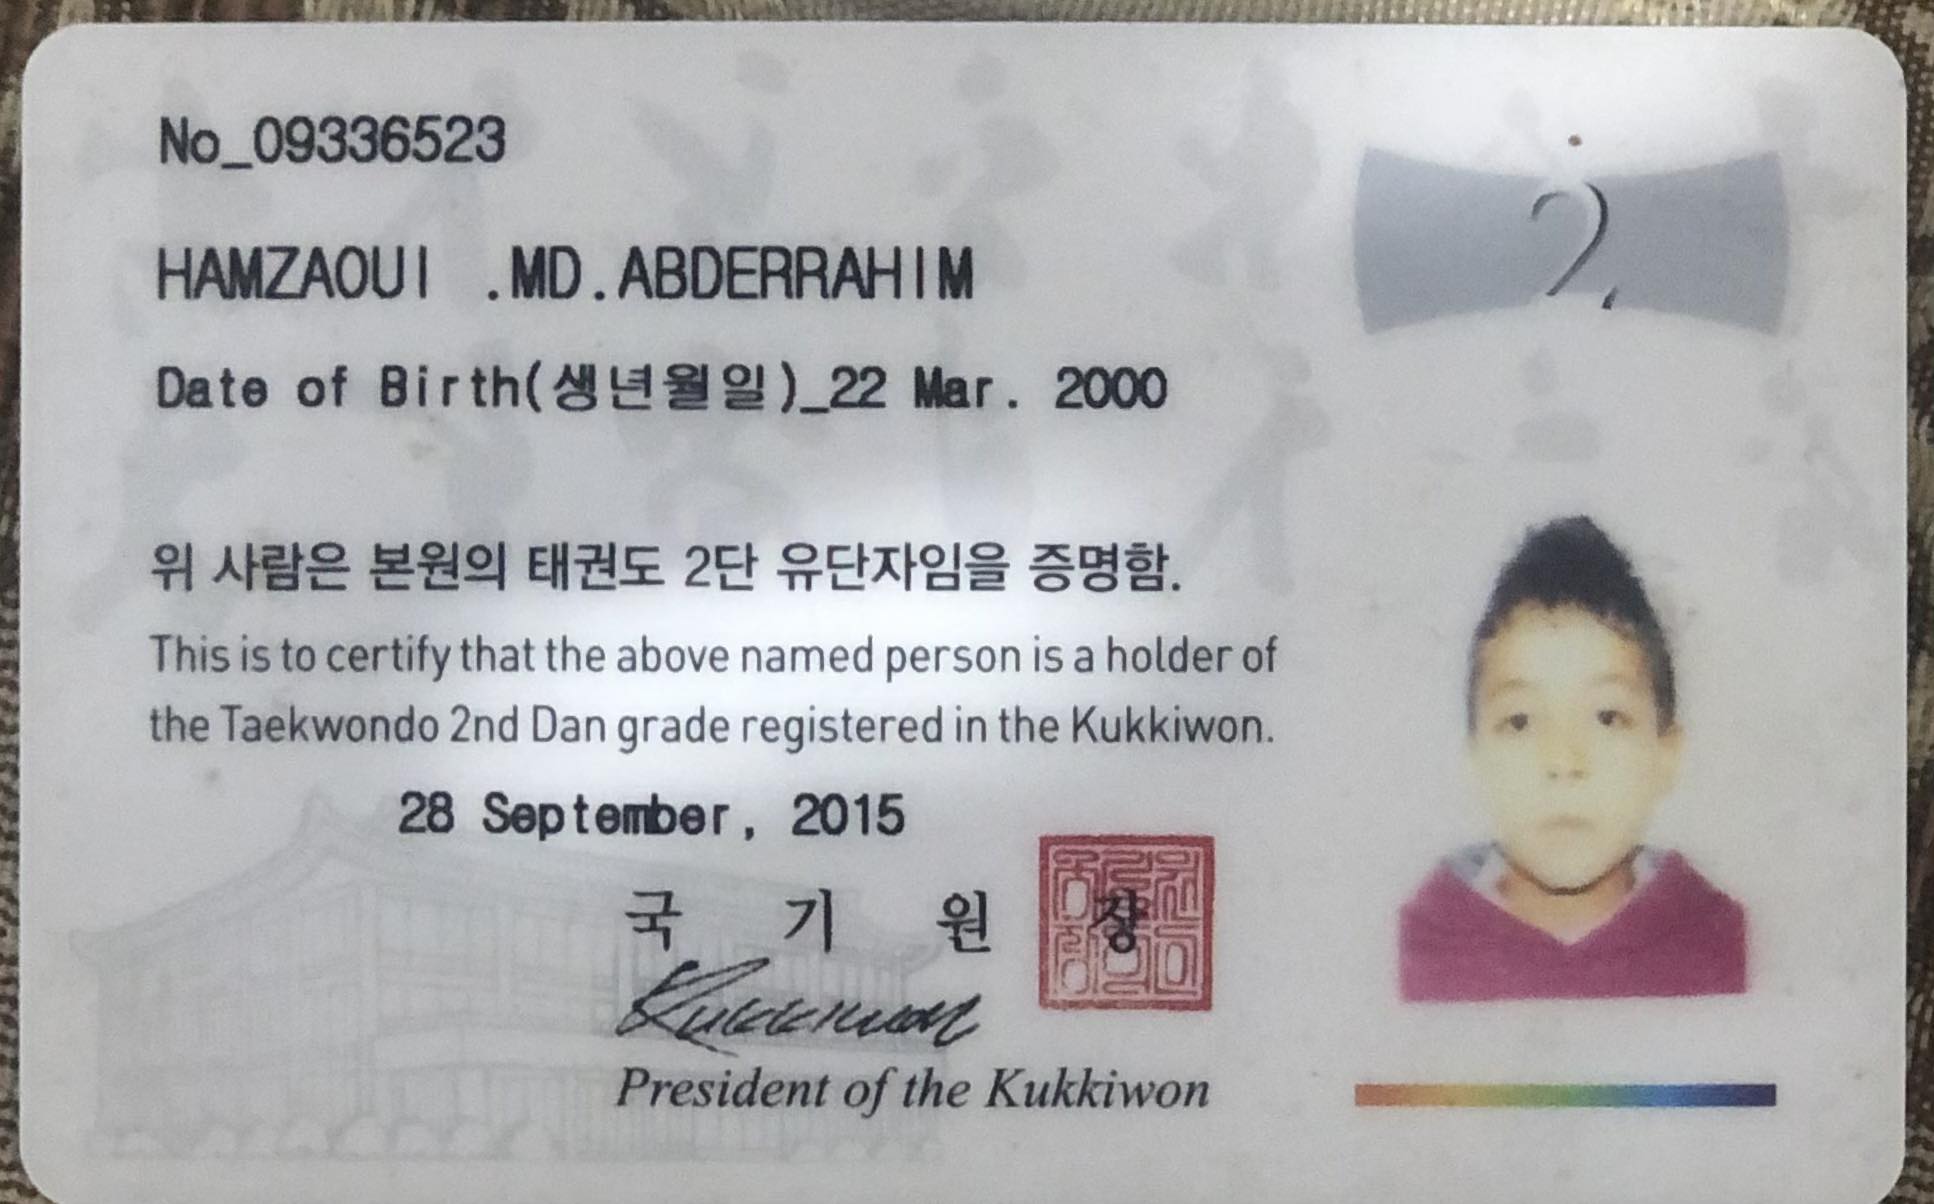 No_09336523
2.
HAMZAOUI .MD.ABDERRAHIM
Date of Birth(생년월일)_22 Mar. 2000
위 사람은 본원의 태권도 2단 유단자임을 증명함.
This is to certify that the above named person is a holder of
the Taekwondo 2nd Dan grade registered in the Kukkiwon.
28 September, 2015
국 기 원 장
Kukkiwon
President of the Kukkiwon